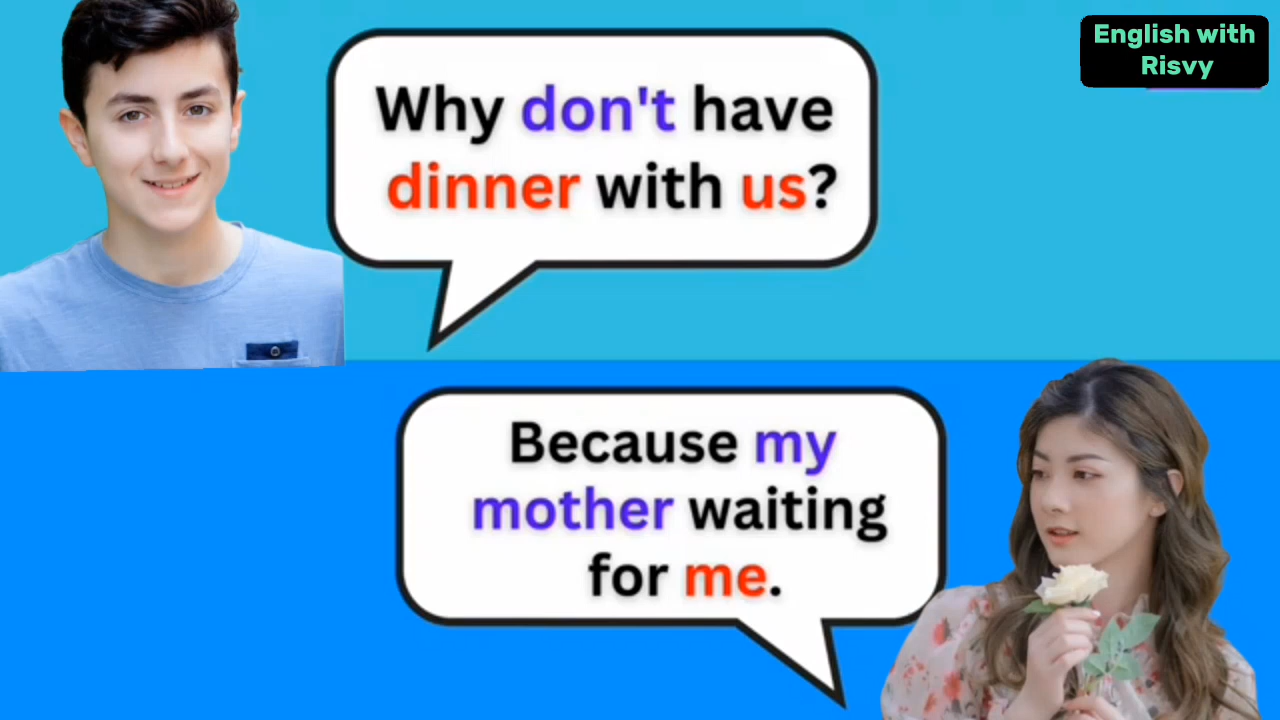 English with
Risvy
Why don't have
dinner with us?
Because my
mother waiting
for me.